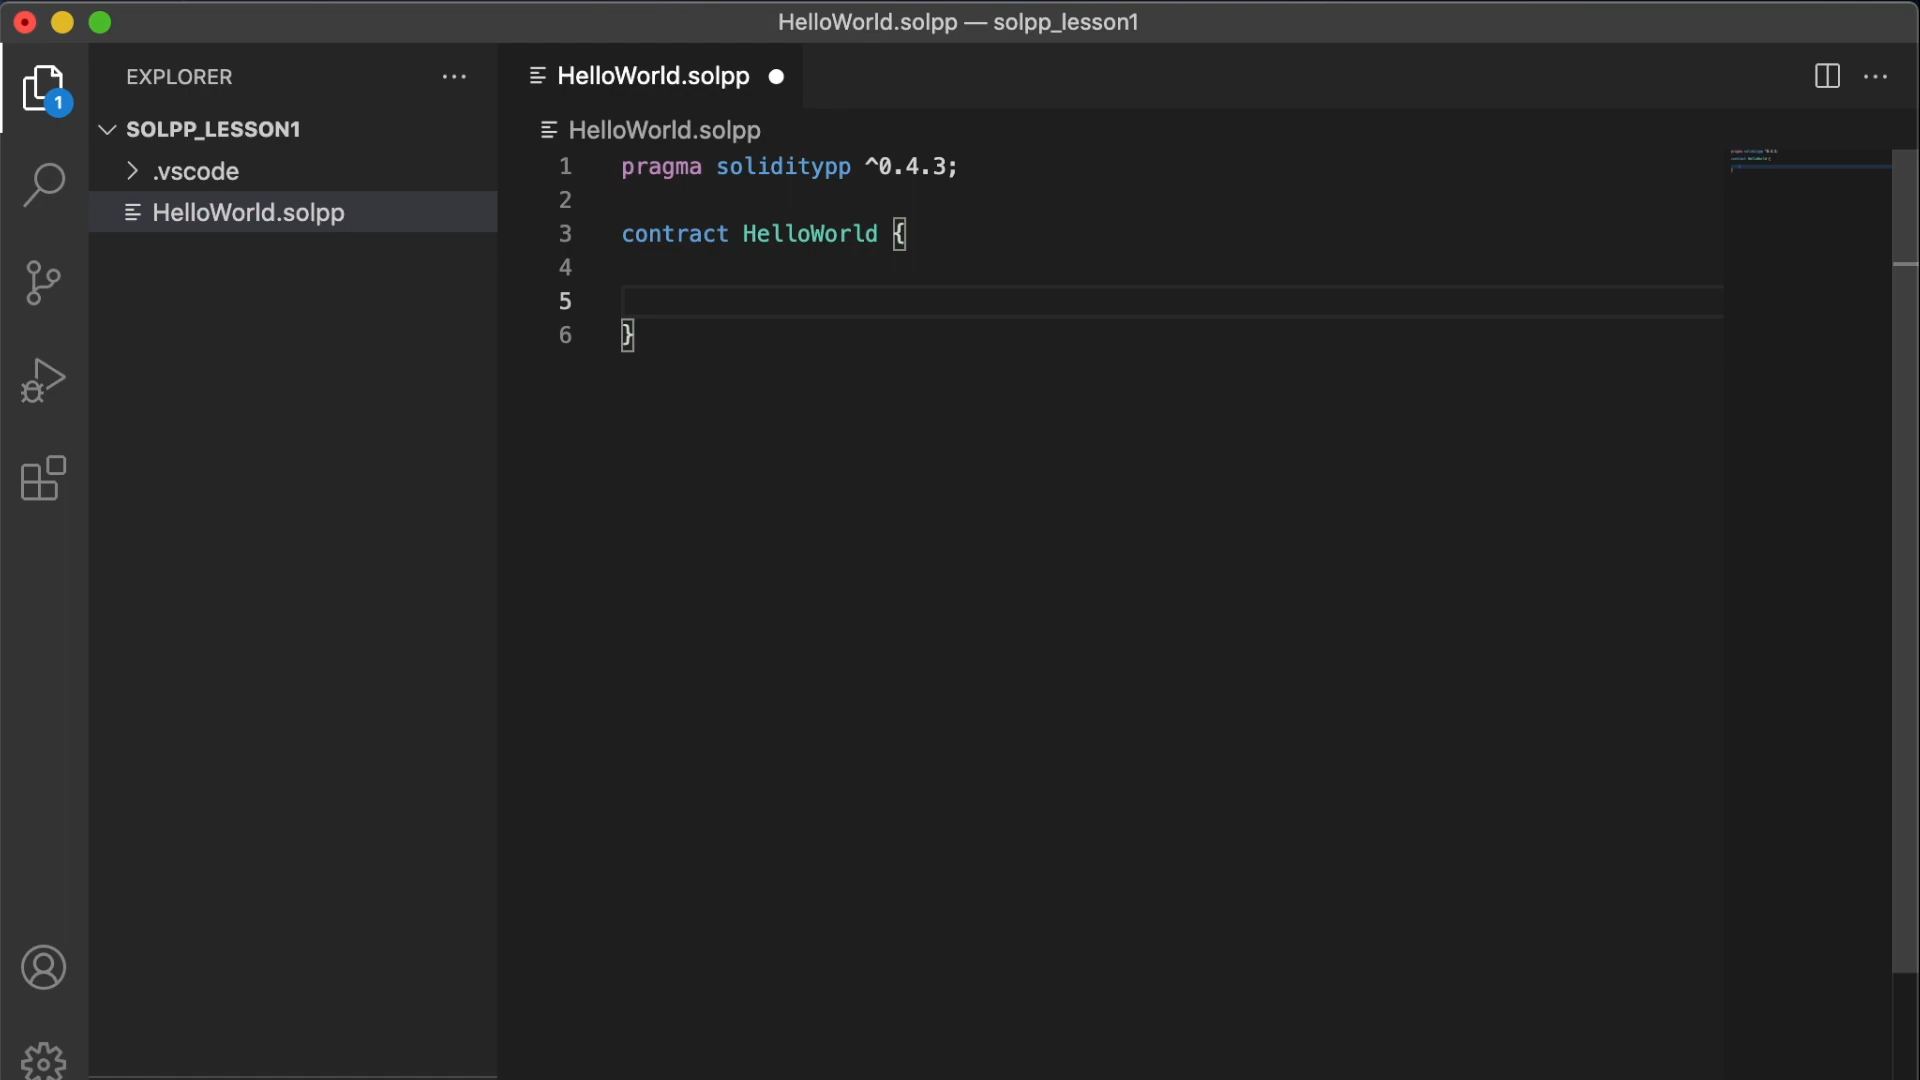 HelloWorld.solpp — solpp_lesson1
EXPLORER
1
SOLPP_LESSON1
.vscode
HelloWorld.solpp
HelloWorld.solpp
HelloWorld.solpp
1 pragma soliditypp ^0.4.3;
2
3 contract HelloWorld {
4
5
6 }